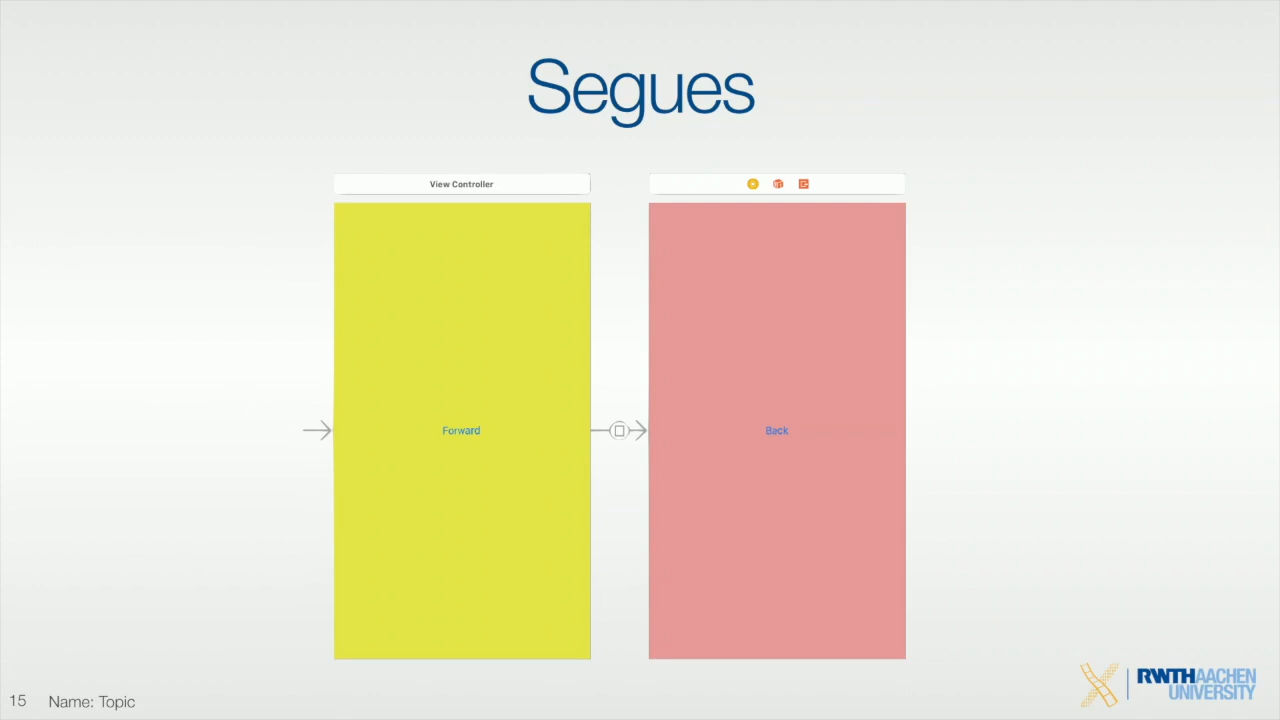 Segues
View Controller
Forward
Back
15 Name: Topic
RWTHAACHEN
UNIVERSITY